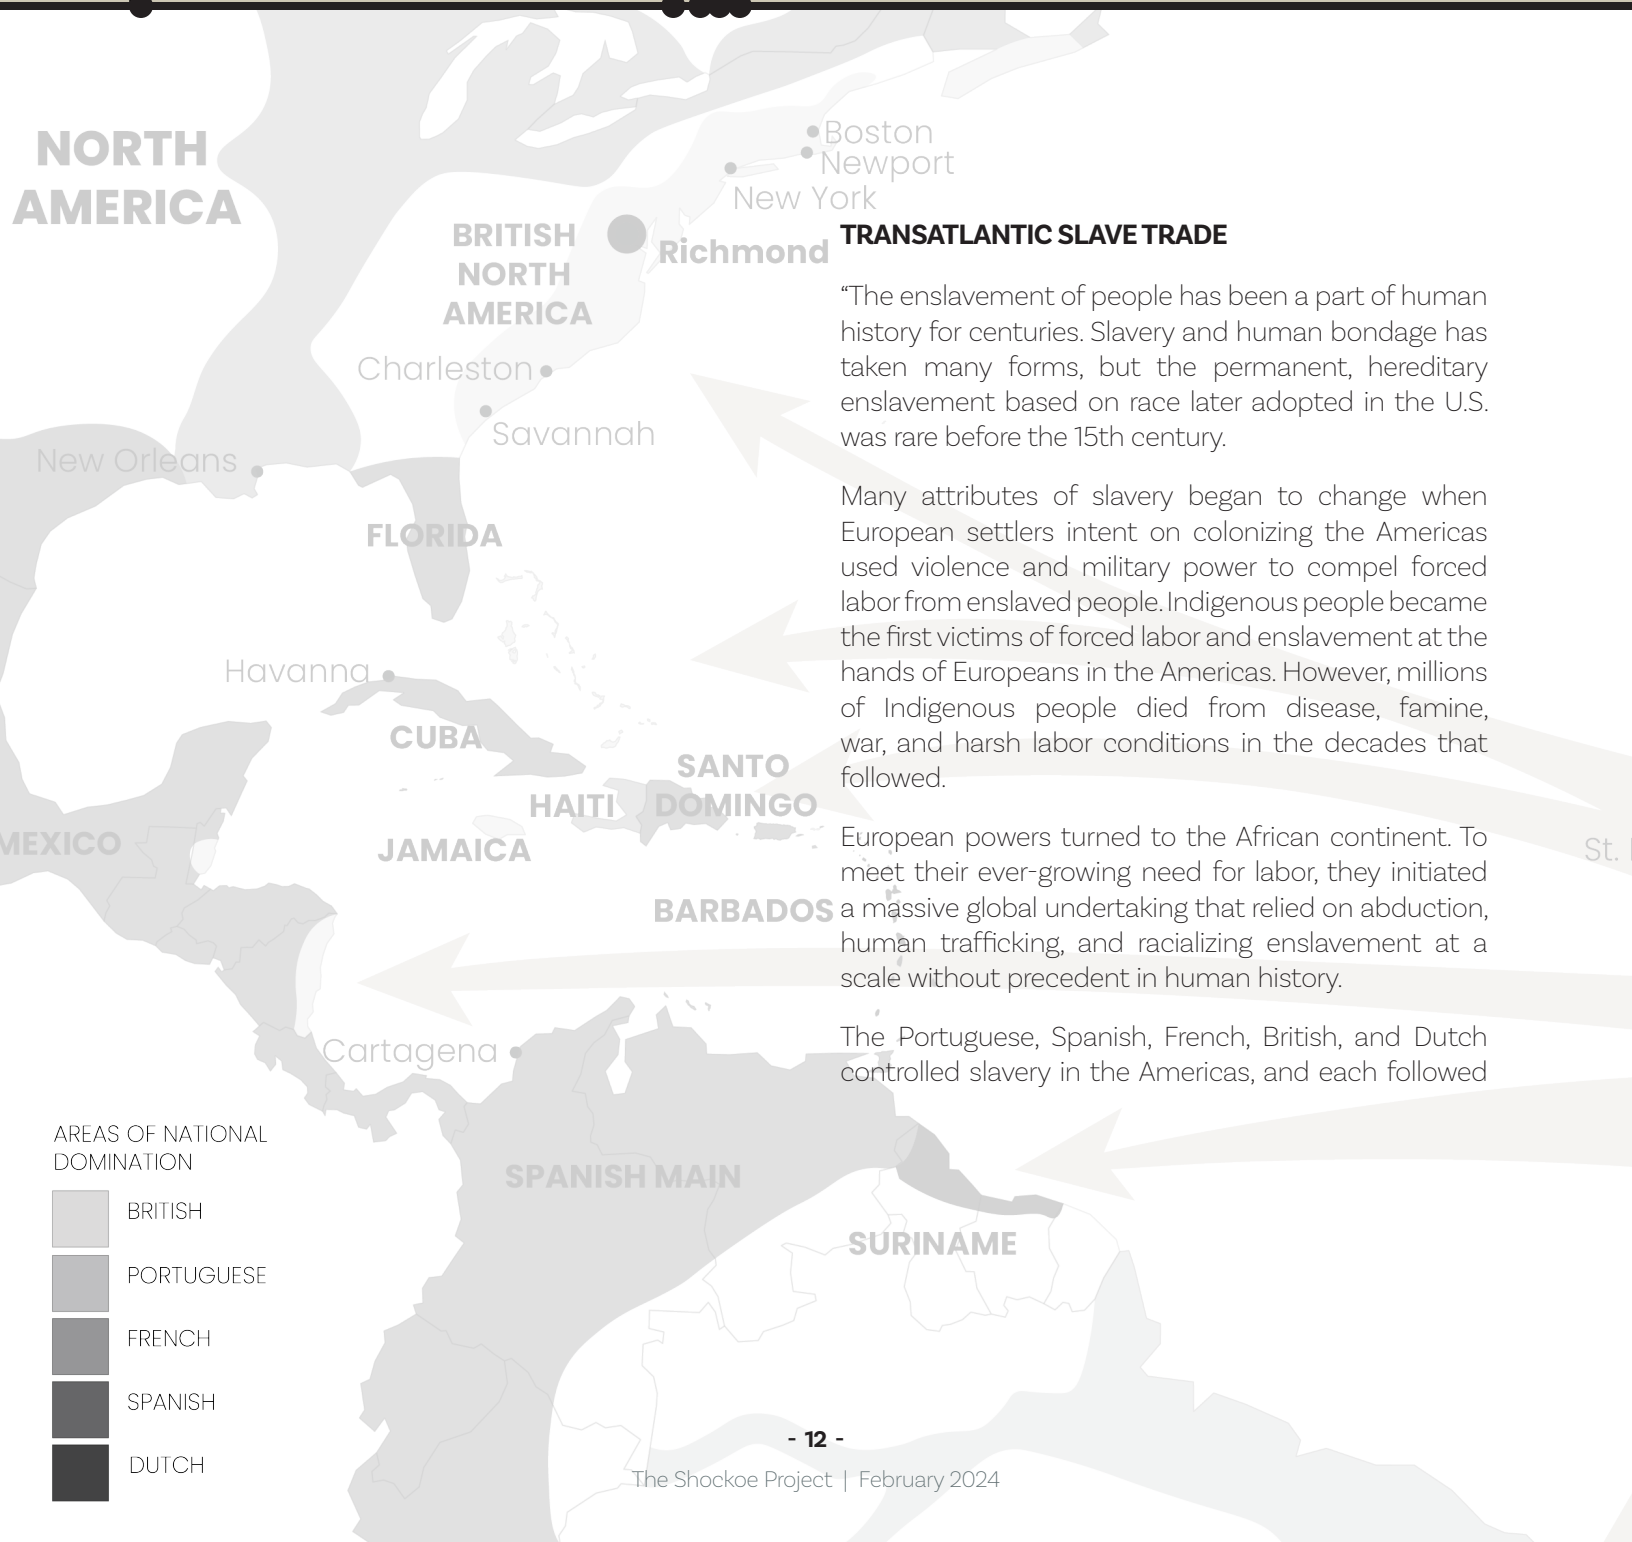 NORTH
AMERICA
Boston
Newport
New York
BRITISH
NORTH
AMERICA
Richmond
Charleston
Savannah
New Orleans
FLORIDA
Havanna
CUBA
SANTO
DOMINGO
HAITI
JAMAICA
MEXICO
BARBADOS
Cartagena
SPANISH MAIN
SURINAME
St.
TRANSATLANTIC SLAVE TRADE
“The enslavement of people has been a part of human
history for centuries. Slavery and human bondage has
taken many forms, but the permanent, hereditary
enslavement based on race later adopted in the U.S.
was rare before the 15th century.
Many attributes of slavery began to change when
European settlers intent on colonizing the Americas
used violence and military power to compel forced
labor from enslaved people. Indigenous people became
the first victims of forced labor and enslavement at the
hands of Europeans in the Americas. However, millions
of Indigenous people died from disease, famine,
war, and harsh labor conditions in the decades that
followed.
European powers turned to the African continent. To
meet their ever-growing need for labor, they initiated
a massive global undertaking that relied on abduction,
human trafficking, and racializing enslavement at a
scale without precedent in human history.
The Portuguese, Spanish, French, British, and Dutch
controlled slavery in the Americas, and each followed
AREAS OF NATIONAL
DOMINATION
BRITISH
PORTUGUESE
FRENCH
SPANISH
DUTCH
- 12 -
The Shockoe Project | February 2024